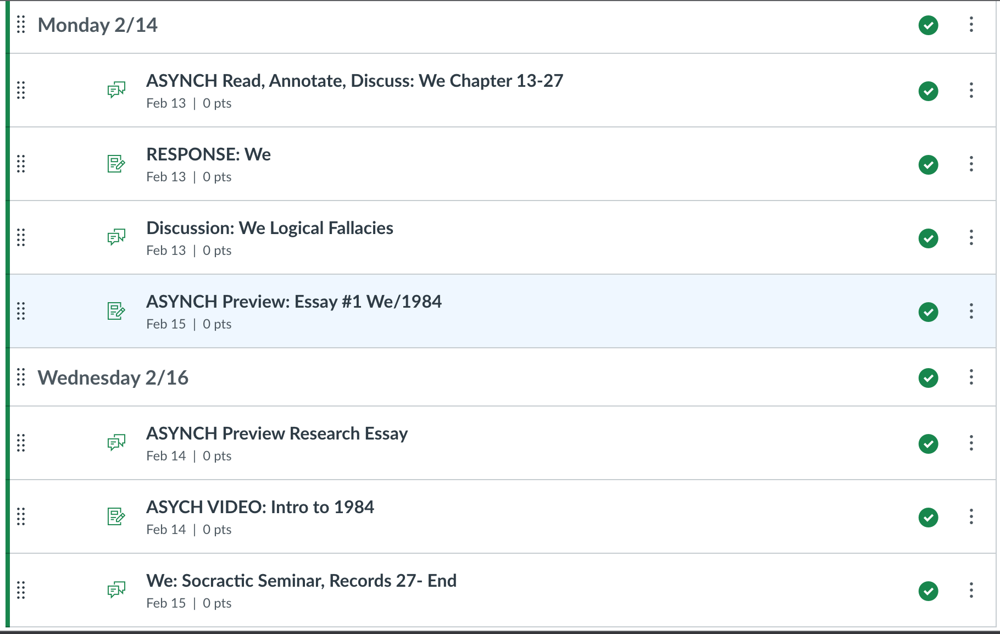 Monday 2/14
ASYNCH Read, Annotate, Discuss: We Chapter 13-27
Feb 13 | 0 pts
RESPONSE: We
Feb 13 | 0 pts
Discussion: We Logical Fallacies
Feb 13 | 0 pts
ASYNCH Preview: Essay #1 We/1984
Feb 15 | 0 pts
Wednesday 2/16
ASYNCH Preview Research Essay
Feb 14 | 0 pts
ASYCH VIDEO: Intro to 1984
Feb 14 | 0 pts
We: Socractic Seminar, Records 27- End
Feb 15 | 0 pts